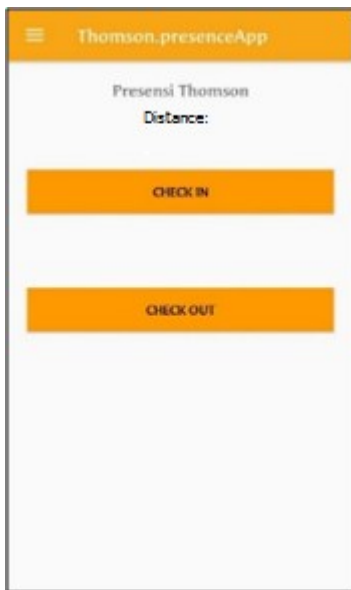 Thomson.presenceApp
Presensi Thomson
Distance:
CHECK IN
CHECK OUT